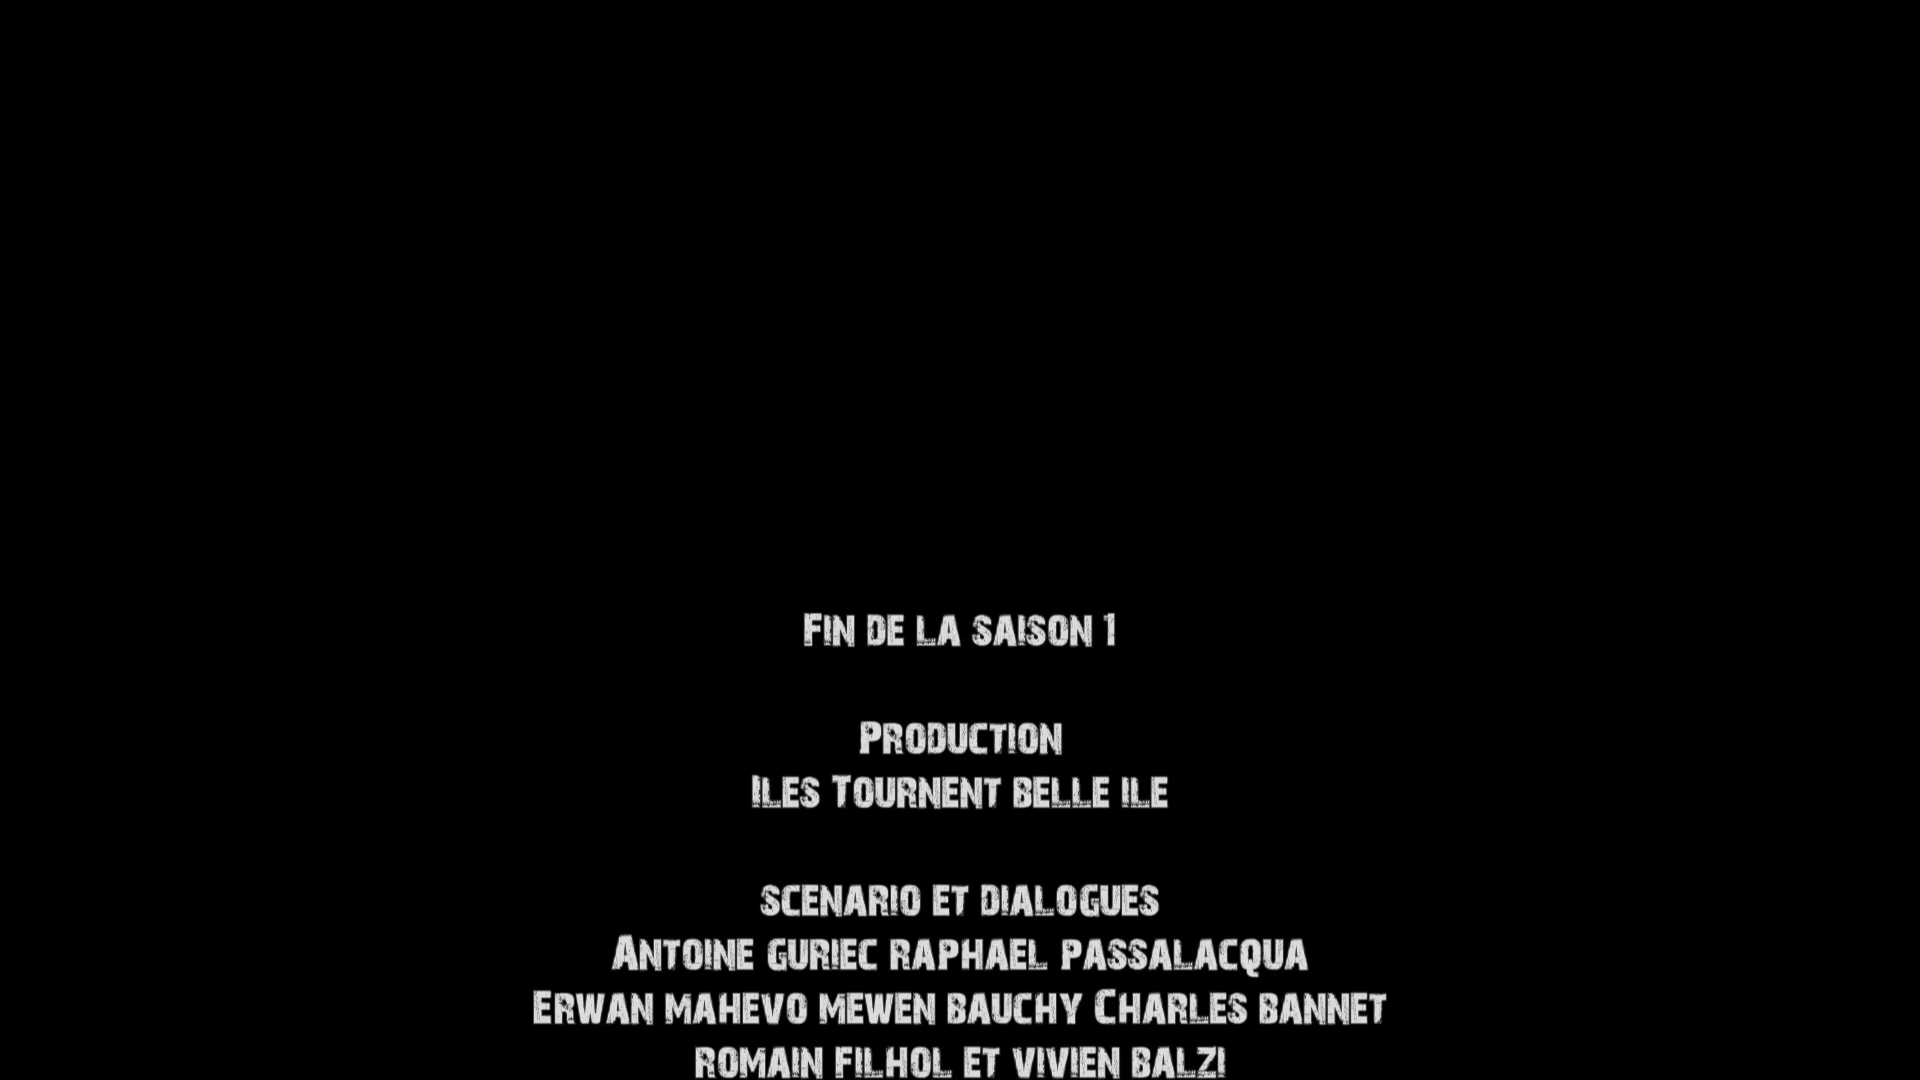 Fin de la saison 1
Production
Iles Tournent belle ile
scenario et dialogues
Antoine guriec raphael passalacqua
Erwan mahevo mewen bauchy Charles bannet
romain filhol et vivien balzi